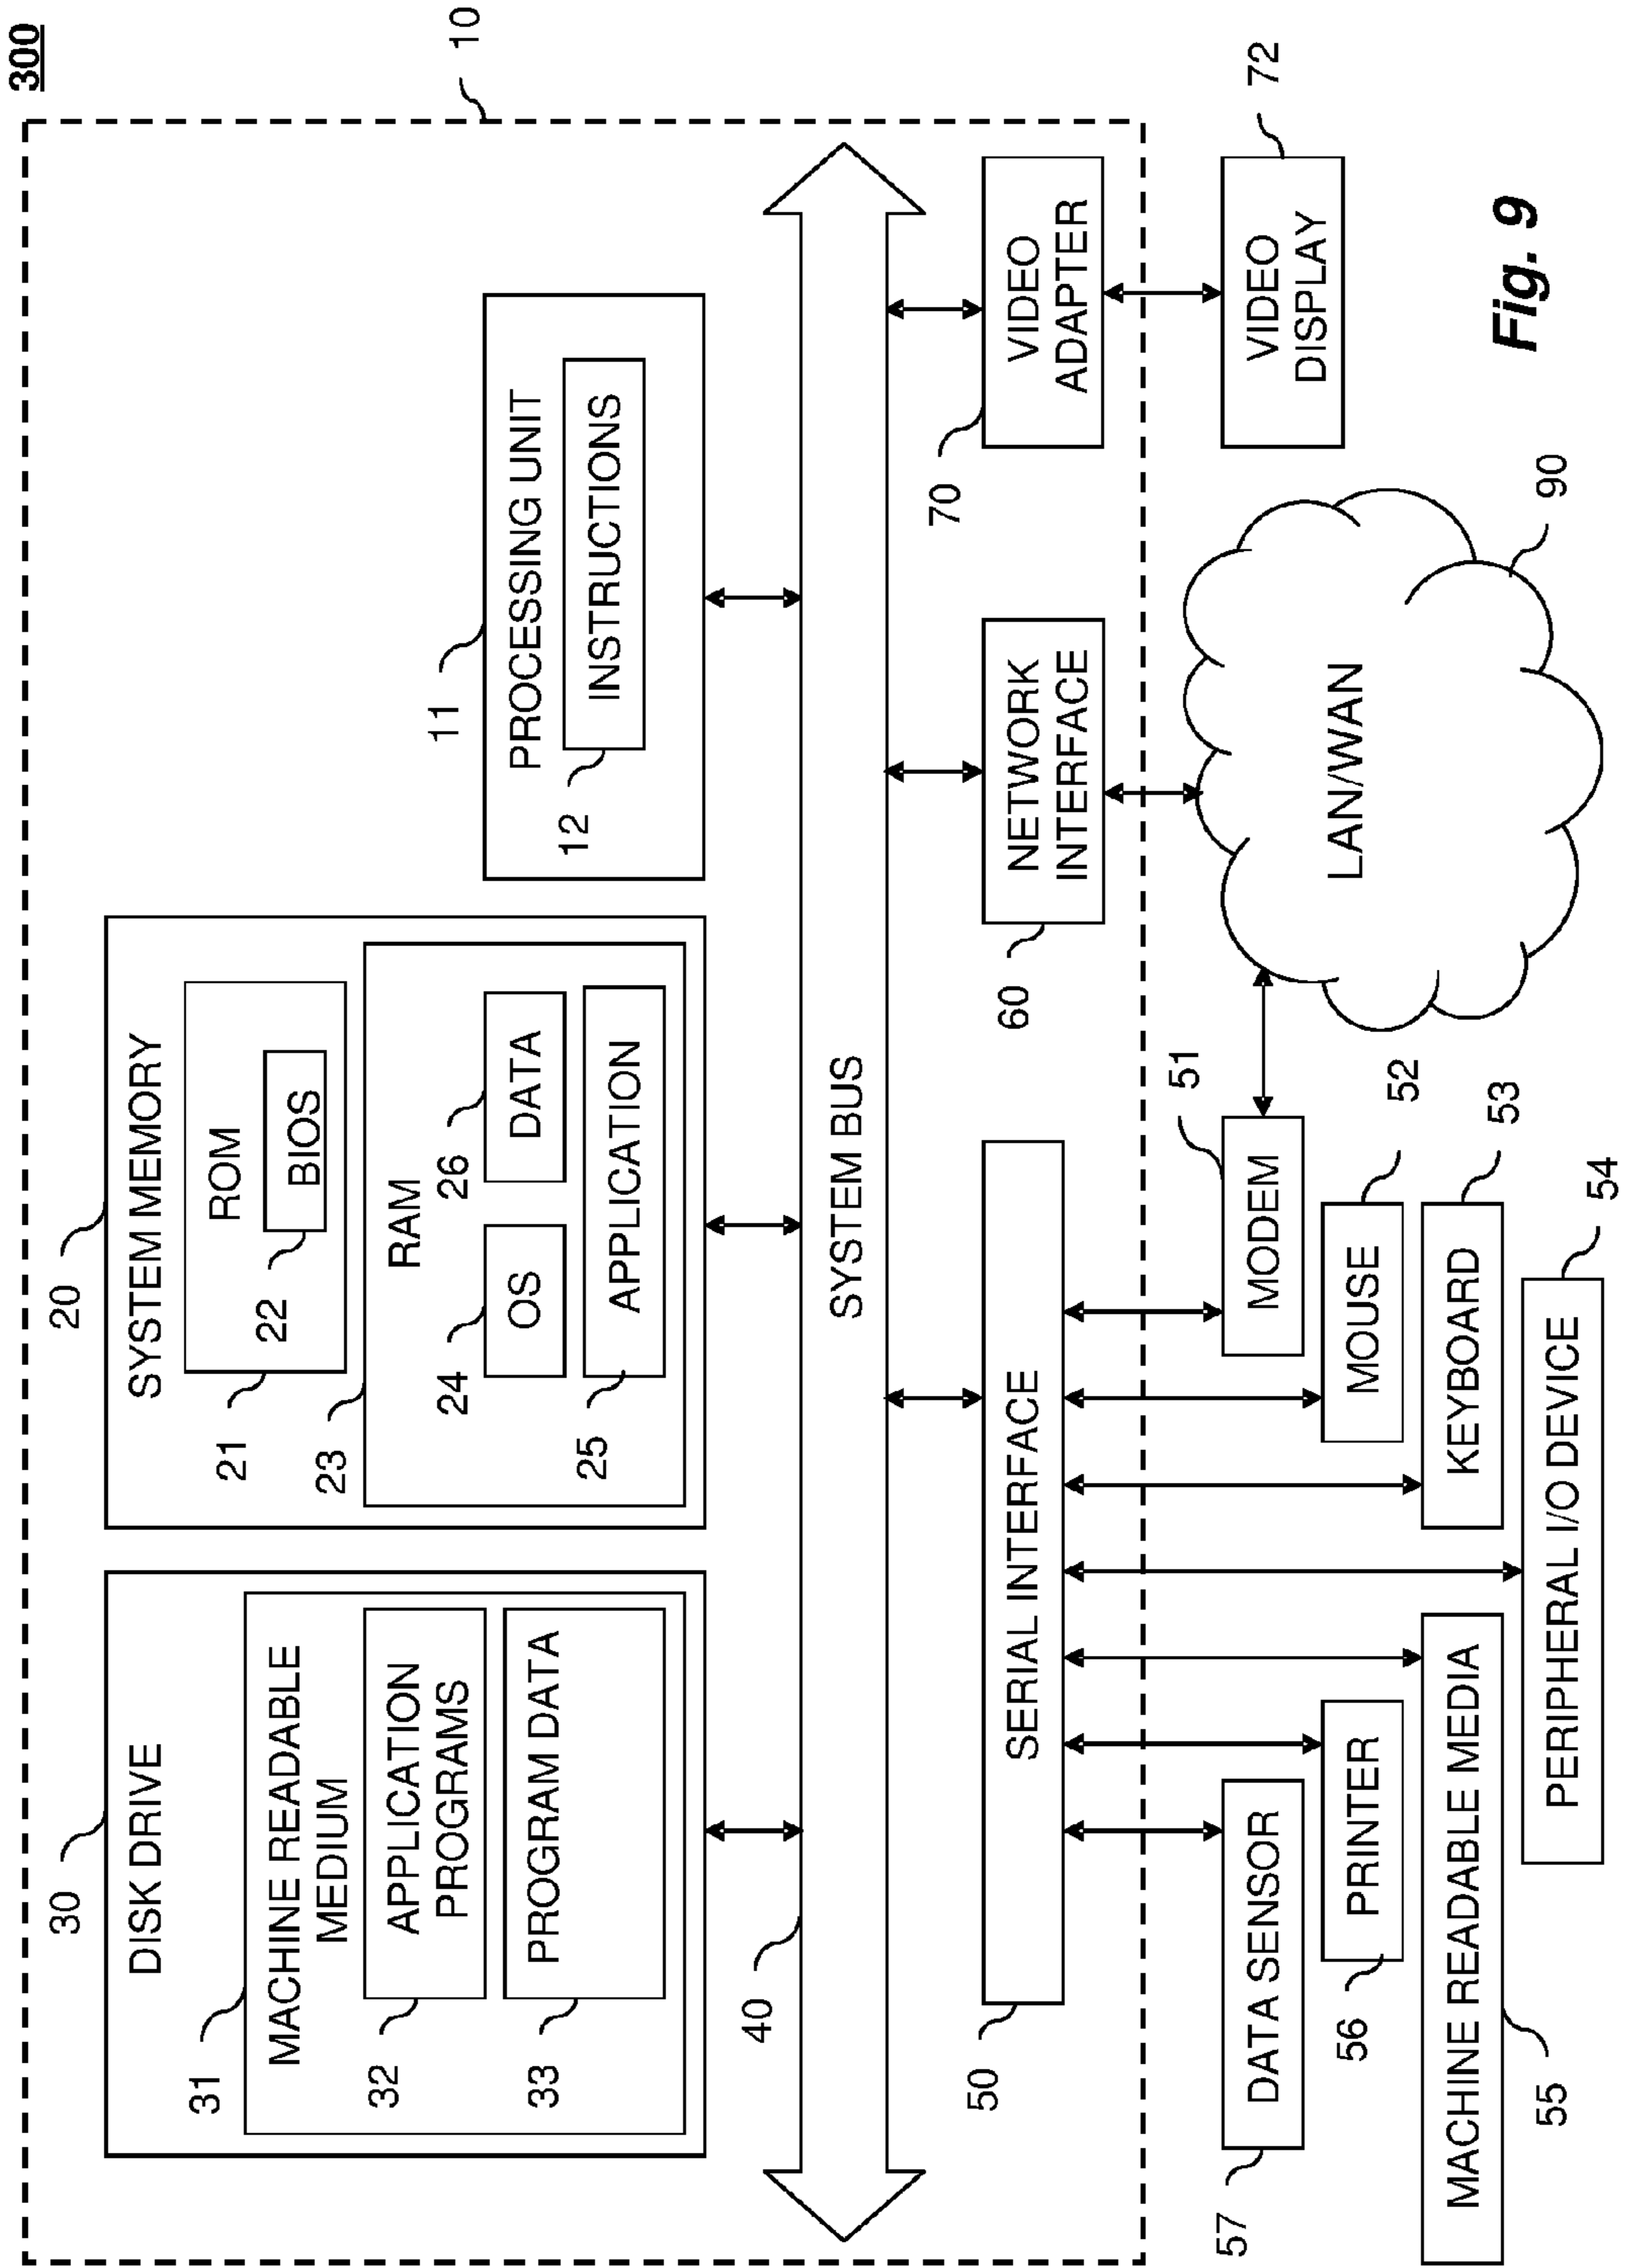 300
10
30
DISK DRIVE
31
MACHINE READABLE
MEDIUM
32
APPLICATION
PROGRAMS
33
PROGRAM DATA
20
SYSTEM MEMORY
21
ROM
22
BIOS
23
RAM
24
OS
26
DATA
25
APPLICATION
11
PROCESSING UNIT
12
INSTRUCTIONS
40
SYSTEM BUS
50
SERIAL INTERFACE
60
NETWORK
INTERFACE
70
VIDEO
ADAPTER
57
DATA SENSOR
56
PRINTER
55
MACHINE READABLE MEDIA
54
PERIPHERAL I/O DEVICE
53
KEYBOARD
52
MOUSE
51
MODEM
LAN/WAN
90
72
VIDEO
DISPLAY
Fig. 9